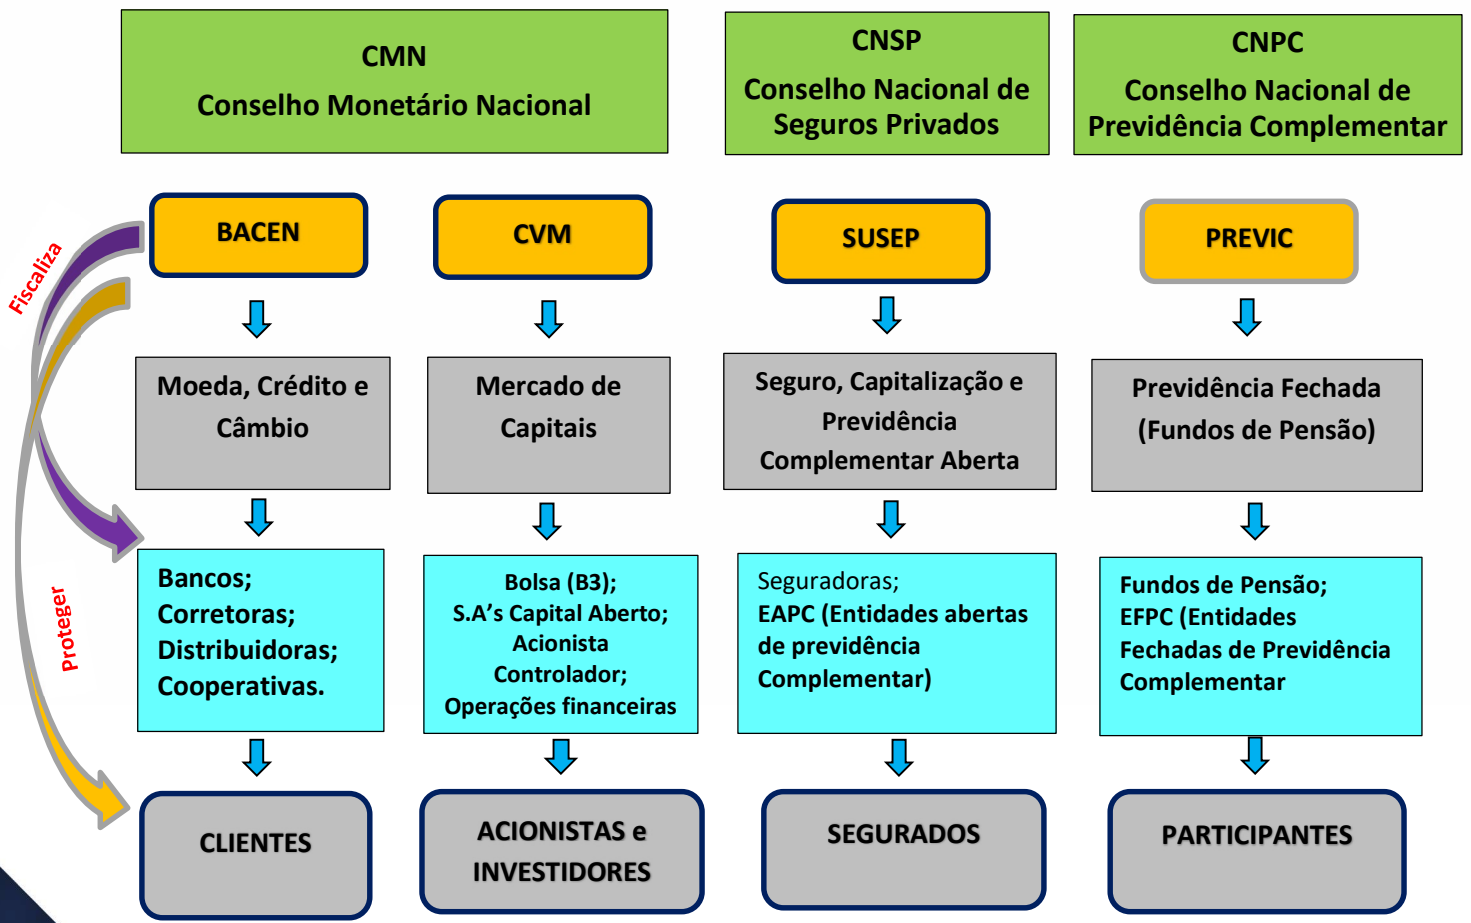 CMN
Conselho Monetário Nacional
CNSP
Conselho Nacional de
Seguros Privados
CNPC
Conselho Nacional de
Previdência Complementar
BACEN
CVM
SUSEP
PREVIC
Fiscaliza
Moeda, Crédito e
Câmbio
Mercado de
Capitais
Seguro, Capitalização e
Previdência
Complementar Aberta
Previdência Fechada
(Fundos de Pensão)
Proteger
Bancos;
Corretoras;
Distribuidoras;
Cooperativas.
Bolsa (B3);
S.A’s Capital Aberto;
Acionista
Controlador;
Operações financeiras
Seguradoras;
EAPC (Entidades abertas
de previdência
Complementar)
Fundos de Pensão;
EFPC (Entidades
Fechadas de Previdência
Complementar
CLIENTES
ACIONISTAS e
INVESTIDORES
SEGURADOS
PARTICIPANTES